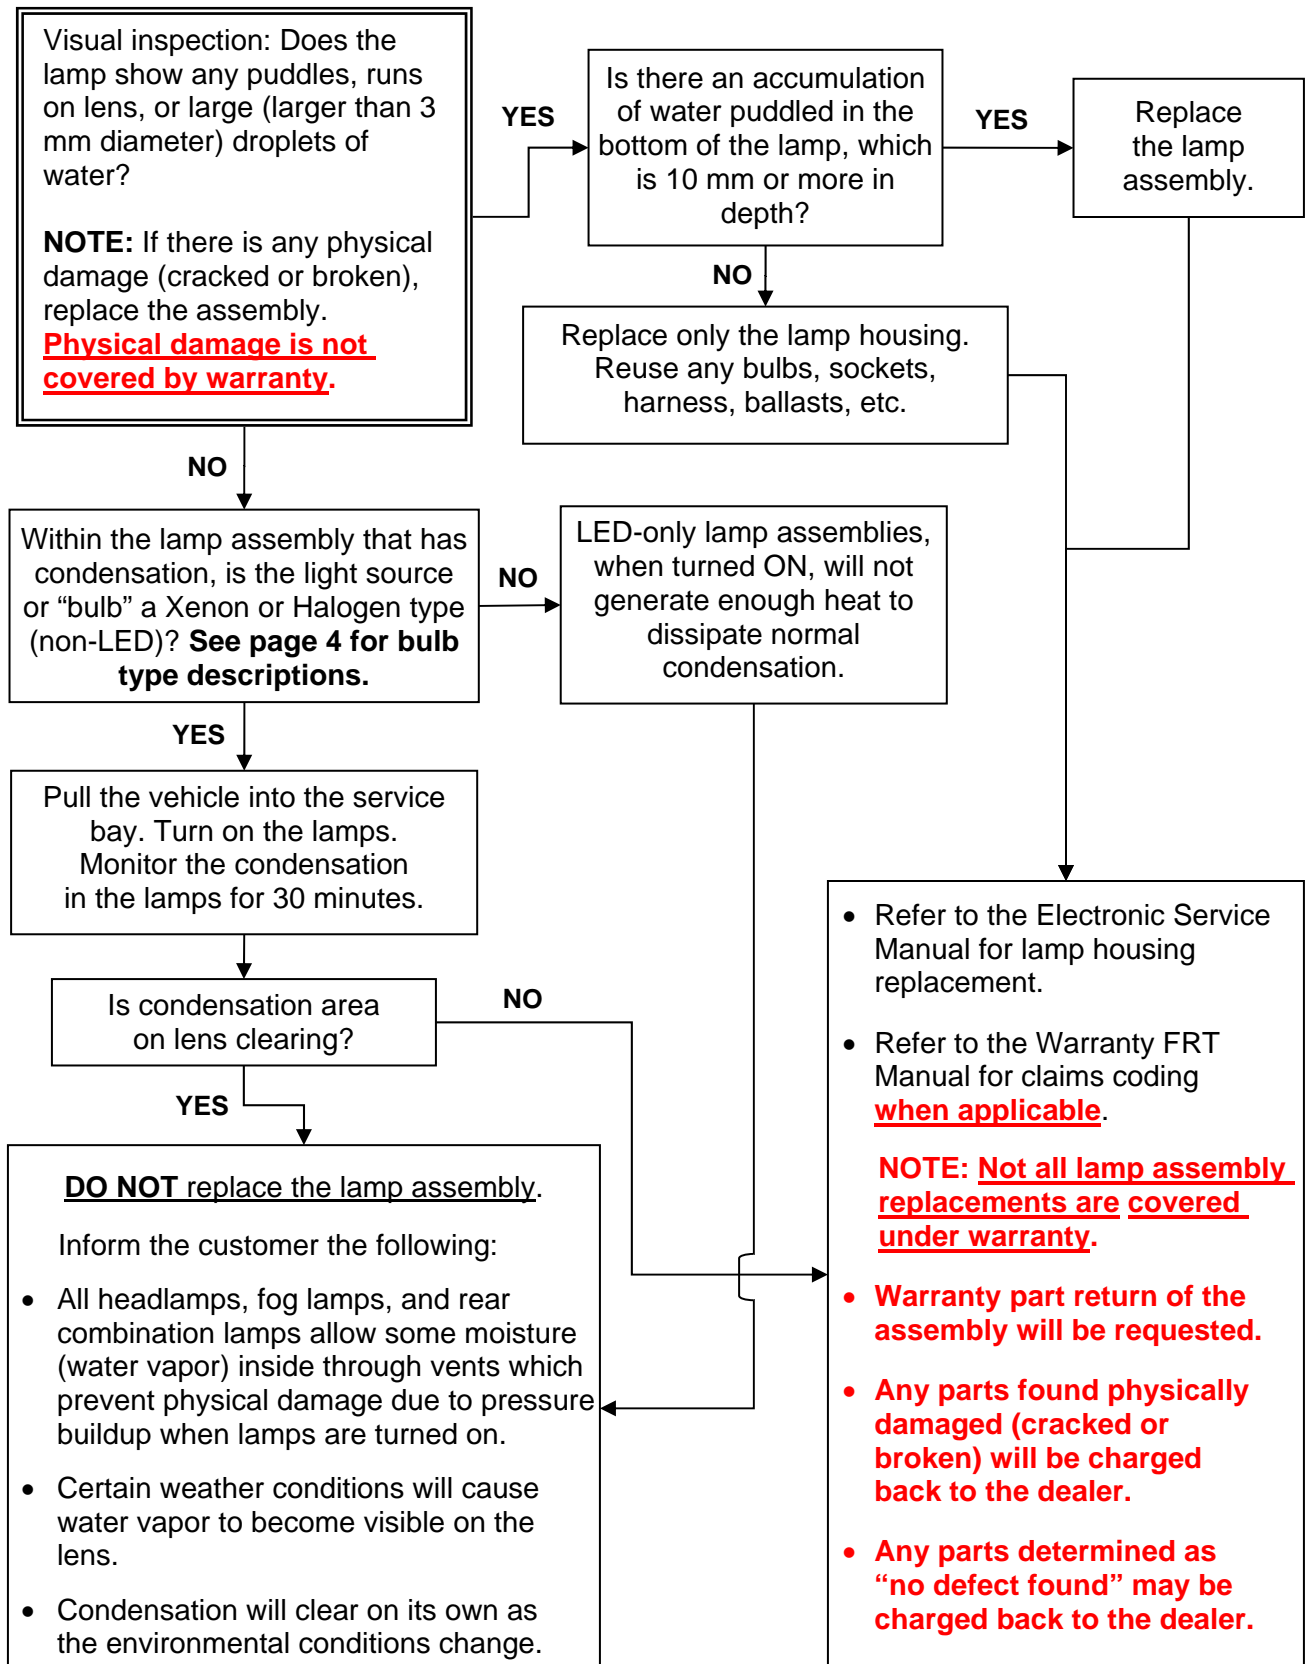 Visual inspection: Does the
lamp show any puddles, runs
on lens, or large (larger than 3
mm diameter) droplets of
water?
NOTE: If there is any physical
damage (cracked or broken),
replace the assembly.
Physical damage is not
covered by warranty.
YES
Is there an accumulation
of water puddled in the
bottom of the lamp, which
is 10 mm or more in
depth?
YES
Replace
the lamp
assembly.
NO
Replace only the lamp housing.
Reuse any bulbs, sockets,
harness, ballasts, etc.
NO
Within the lamp assembly that has
condensation, is the light source
or “bulb” a Xenon or Halogen type
(non-LED)? See page 4 for bulb
type descriptions.
NO
LED-only lamp assemblies,
when turned ON, will not
generate enough heat to
dissipate normal
condensation.
YES
Pull the vehicle into the service
bay. Turn on the lamps.
Monitor the condensation
in the lamps for 30 minutes.
Is condensation area
on lens clearing?
NO
YES
DO NOT replace the lamp assembly.
Inform the customer the following:
• All headlamps, fog lamps, and rear
combination lamps allow some moisture
(water vapor) inside through vents which
prevent physical damage due to pressure
buildup when lamps are turned on.
• Certain weather conditions will cause
water vapor to become visible on the
lens.
• Condensation will clear on its own as
the environmental conditions change.
• Refer to the Electronic Service
Manual for lamp housing
replacement.
• Refer to the Warranty FRT
Manual for claims coding
when applicable.
NOTE: Not all lamp assembly
replacements are covered
under warranty.
• Warranty part return of the
assembly will be requested.
• Any parts found physically
damaged (cracked or
broken) will be charged
back to the dealer.
• Any parts determined as
“no defect found” may be
charged back to the dealer.